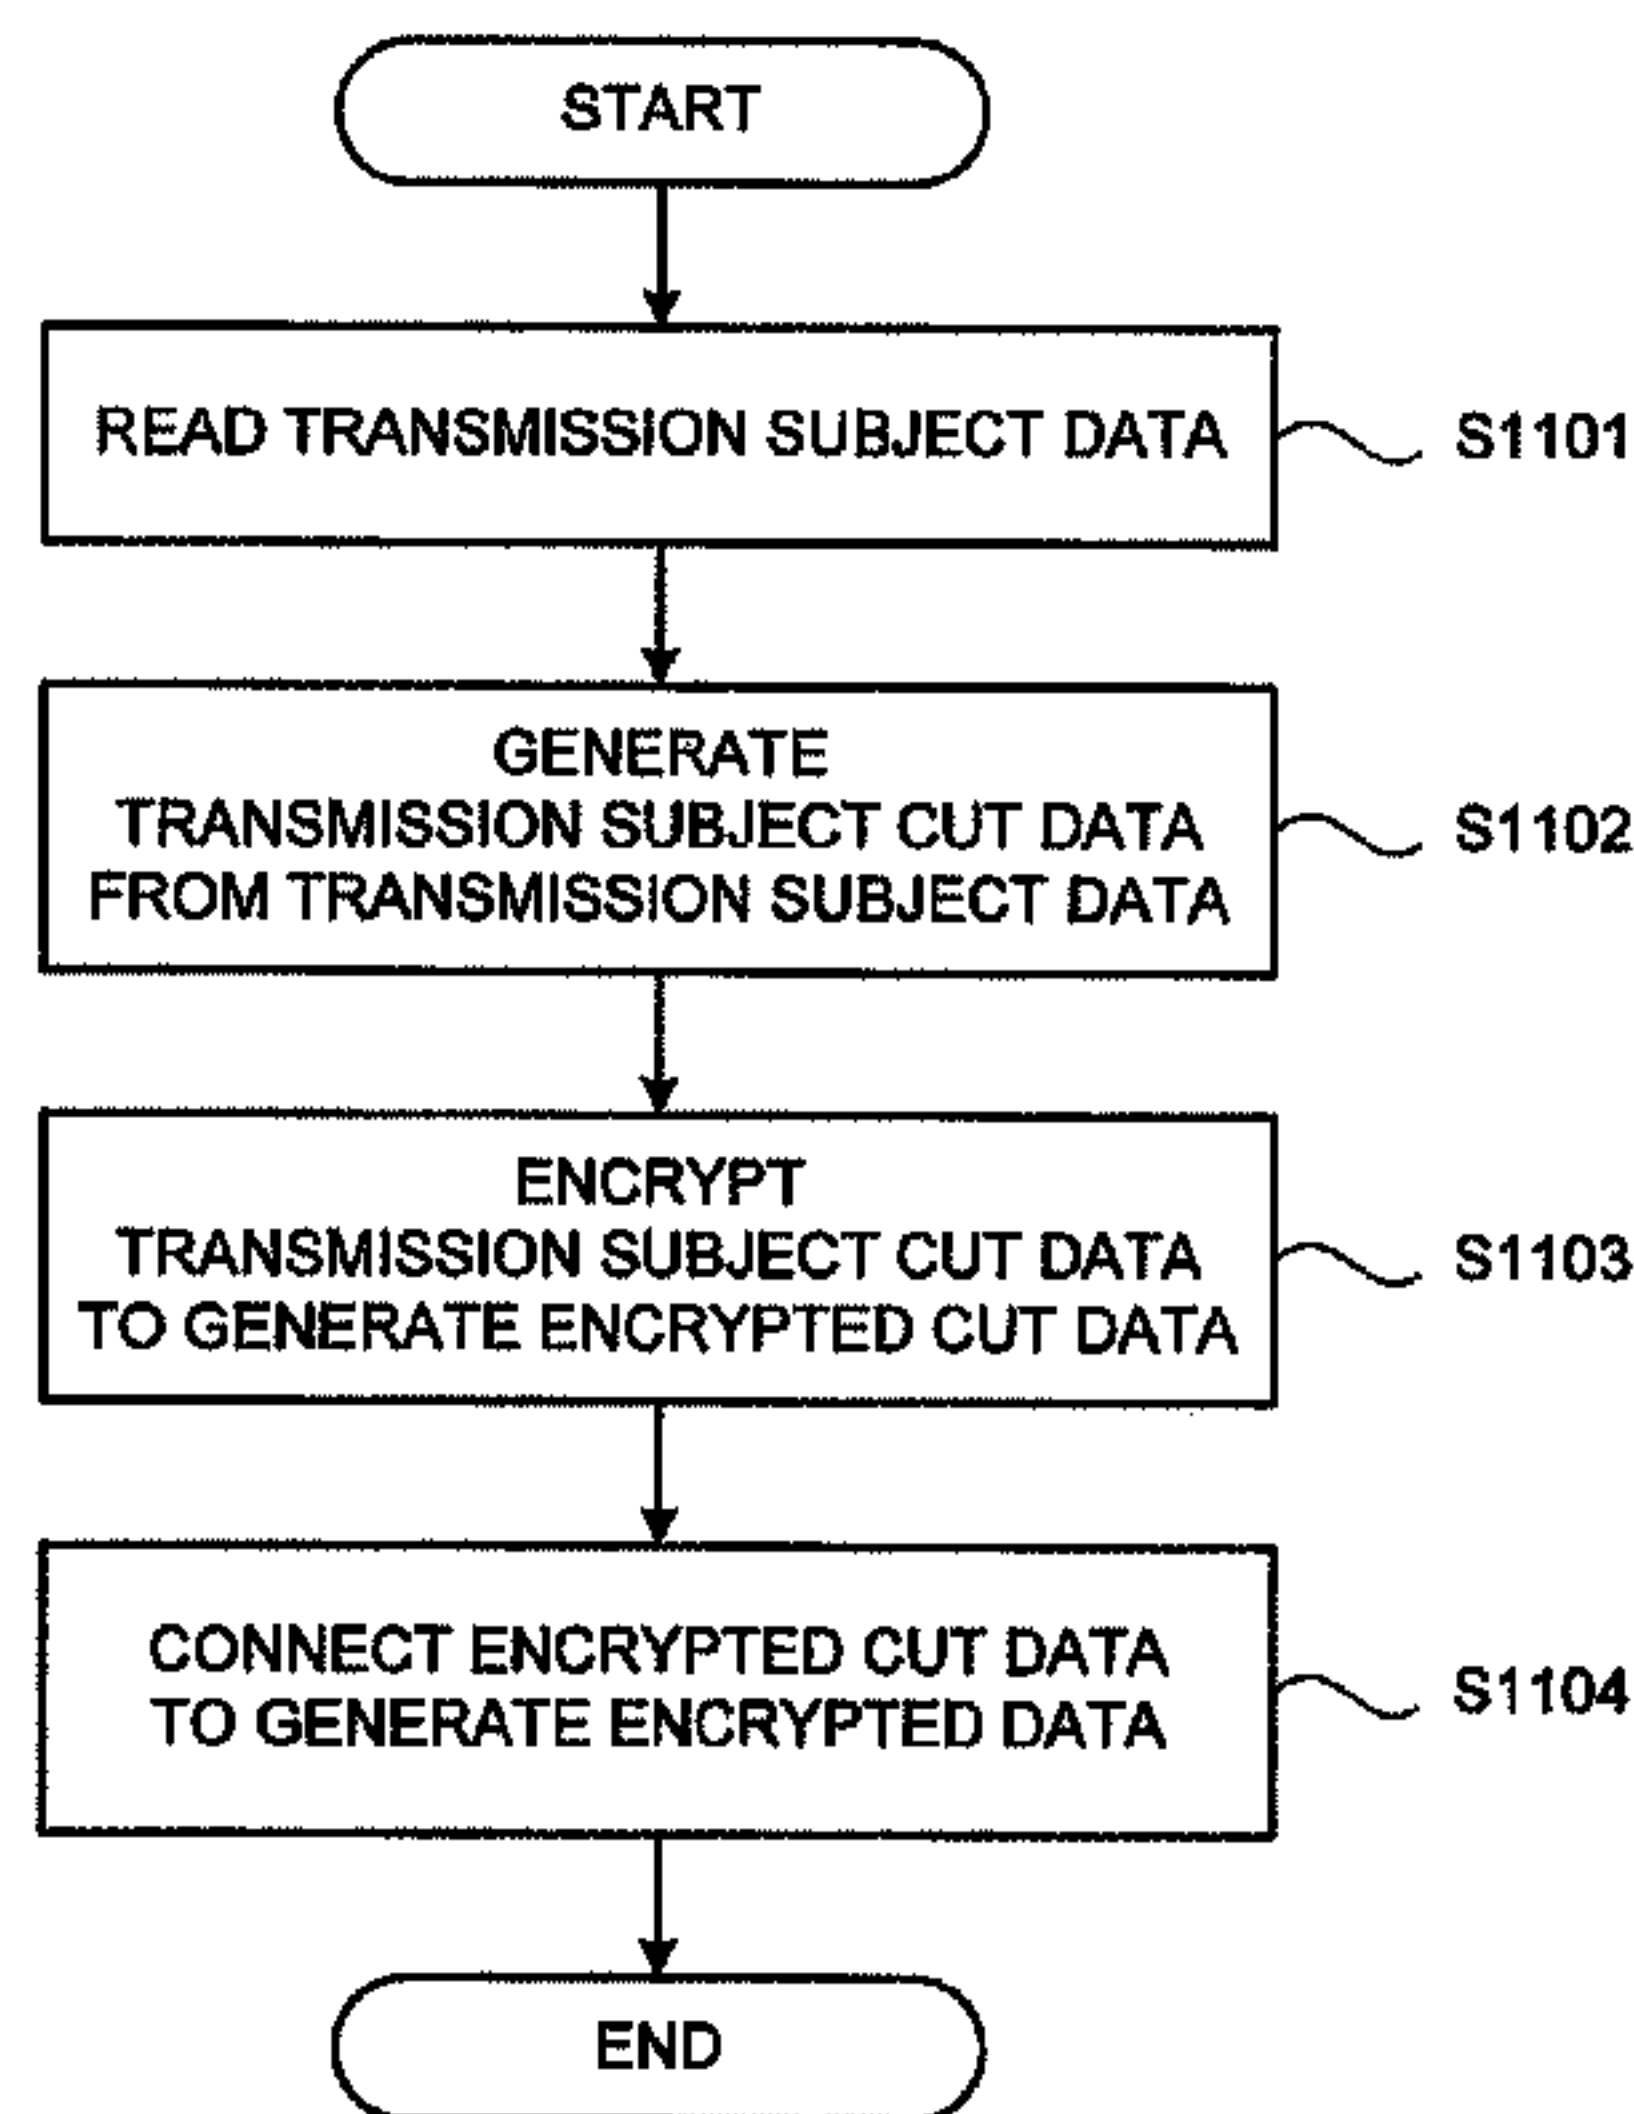 START
READ TRANSMISSION SUBJECT DATA
S1101
GENERATE
TRANSMISSION SUBJECT CUT DATA
FROM TRANSMISSION SUBJECT DATA
S1102
ENCRYPT
TRANSMISSION SUBJECT CUT DATA
TO GENERATE ENCRYPTED CUT DATA
S1103
CONNECT ENCRYPTED CUT DATA
TO GENERATE ENCRYPTED DATA
S1104
END